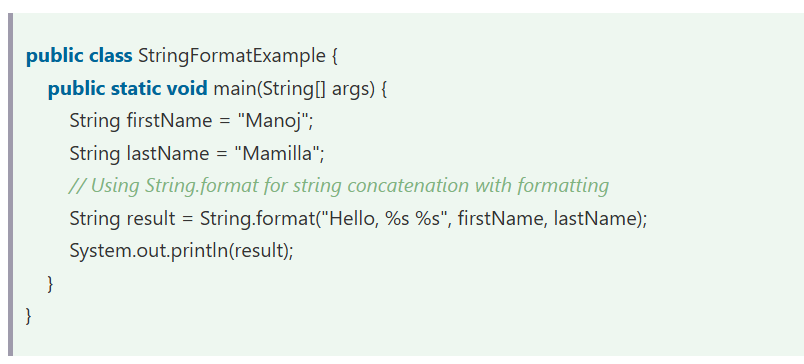 public class StringFormatExample {
public static void main(String[] args) {
String firstName = "Manoj";
String lastName = "Mamilla";
// Using String.format for string concatenation with formatting
String result = String.format("Hello, %s %s", firstName, lastName);
System.out.println(result);
}
}